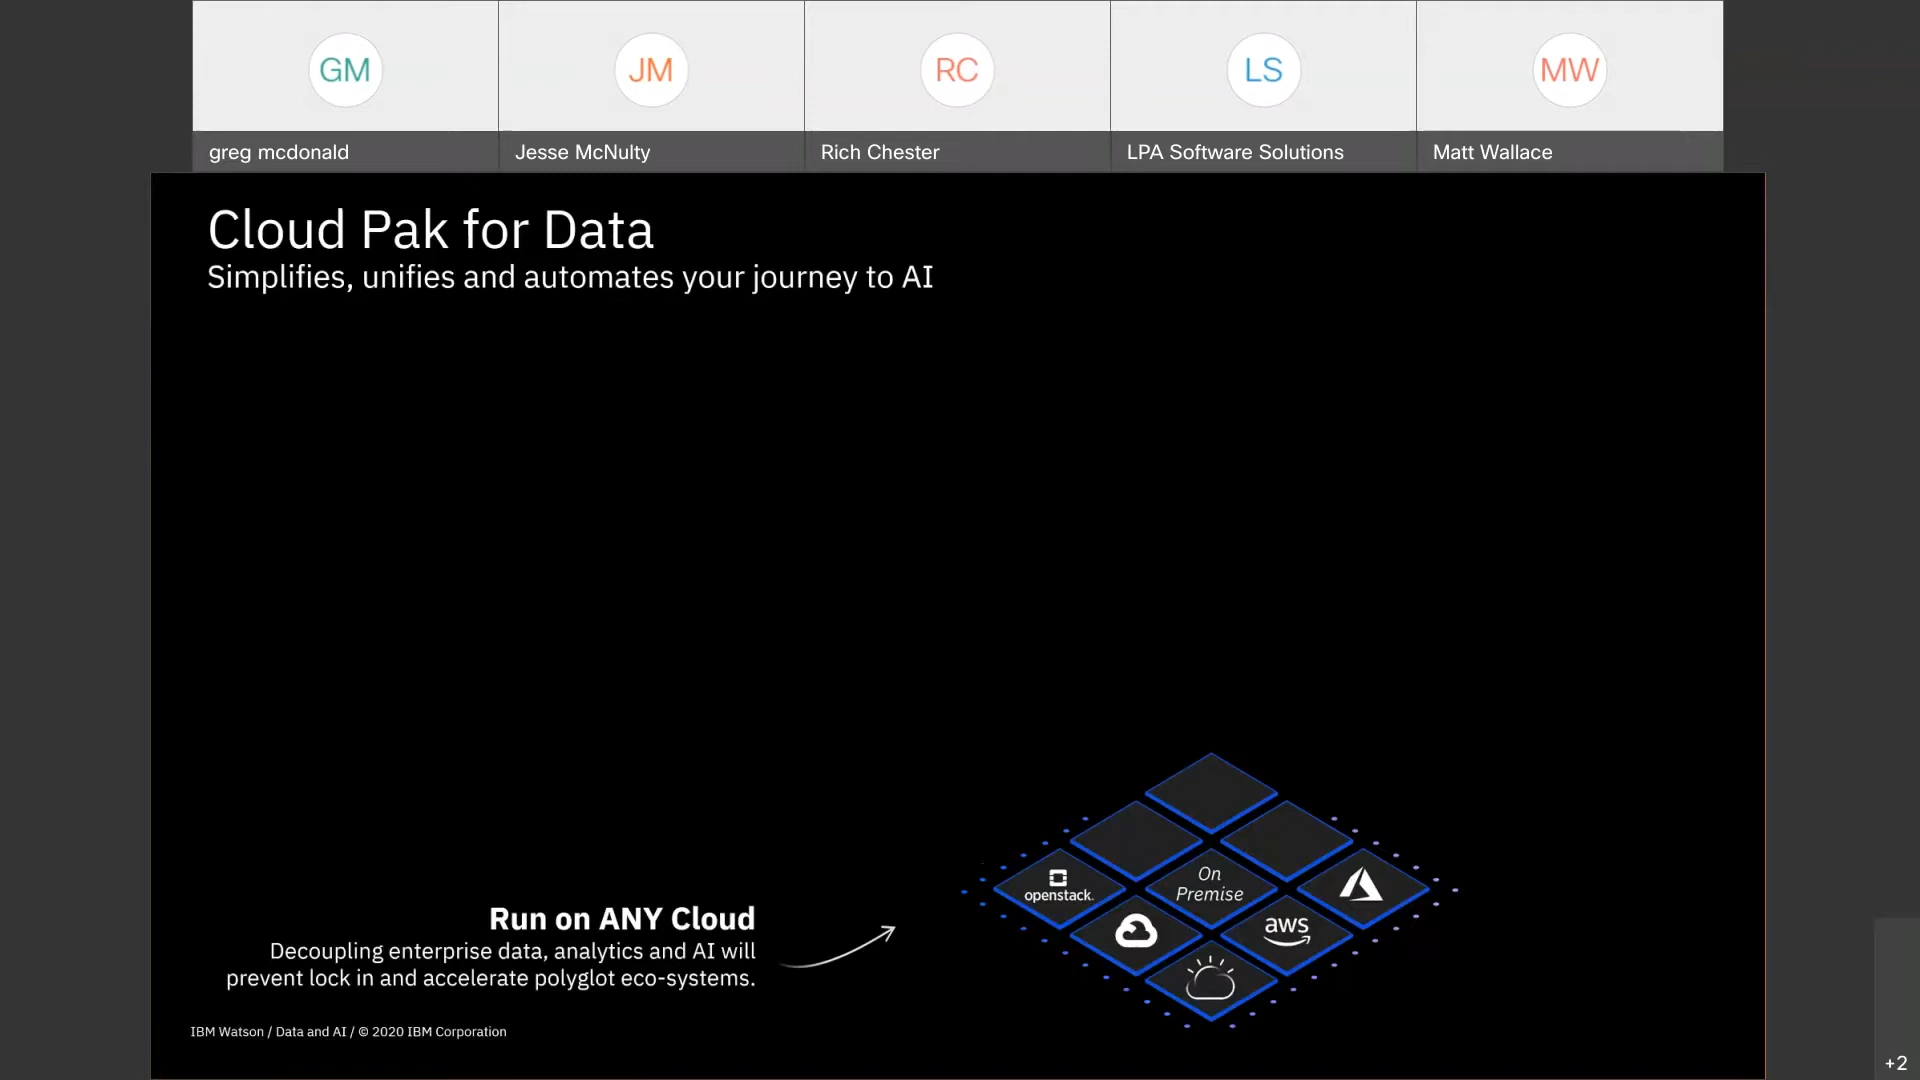 GM
JM
RC
LS
MW
greg mcdonald
Jesse McNulty
Rich Chester
LPA Software Solutions
Matt Wallace
Cloud Pak for Data
Simplifies, unifies and automates your journey to AI
openstack.
On
Premise
aws
Run on ANY Cloud
Decoupling enterprise data, analytics and AI will
prevent lock in and accelerate polyglot eco-systems.
IBM Watson / Data and AI / © 2020 IBM Corporation
+2